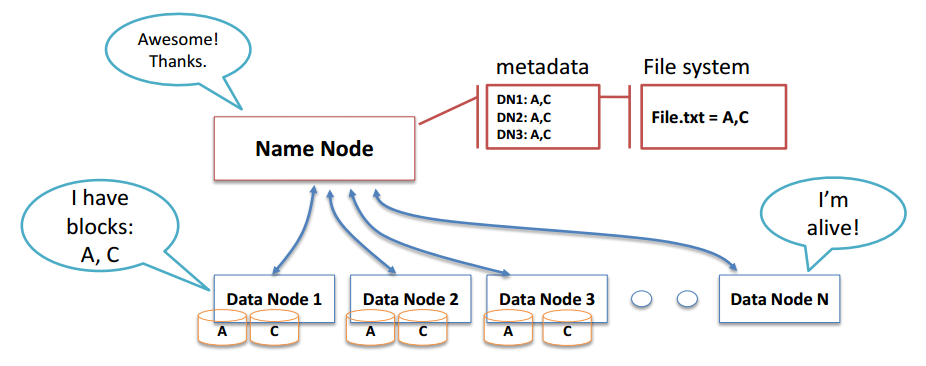 Awesome!
Thanks.
metadata
File system
DN1: A,C
DN2: A,C
DN3: A,C
File.txt = A,C
Name Node
I have
blocks:
A, C
I'm
alive!
Data Node 1
Data Node 2
Data Node 3
Data Node N
A
C
A
C
A
C